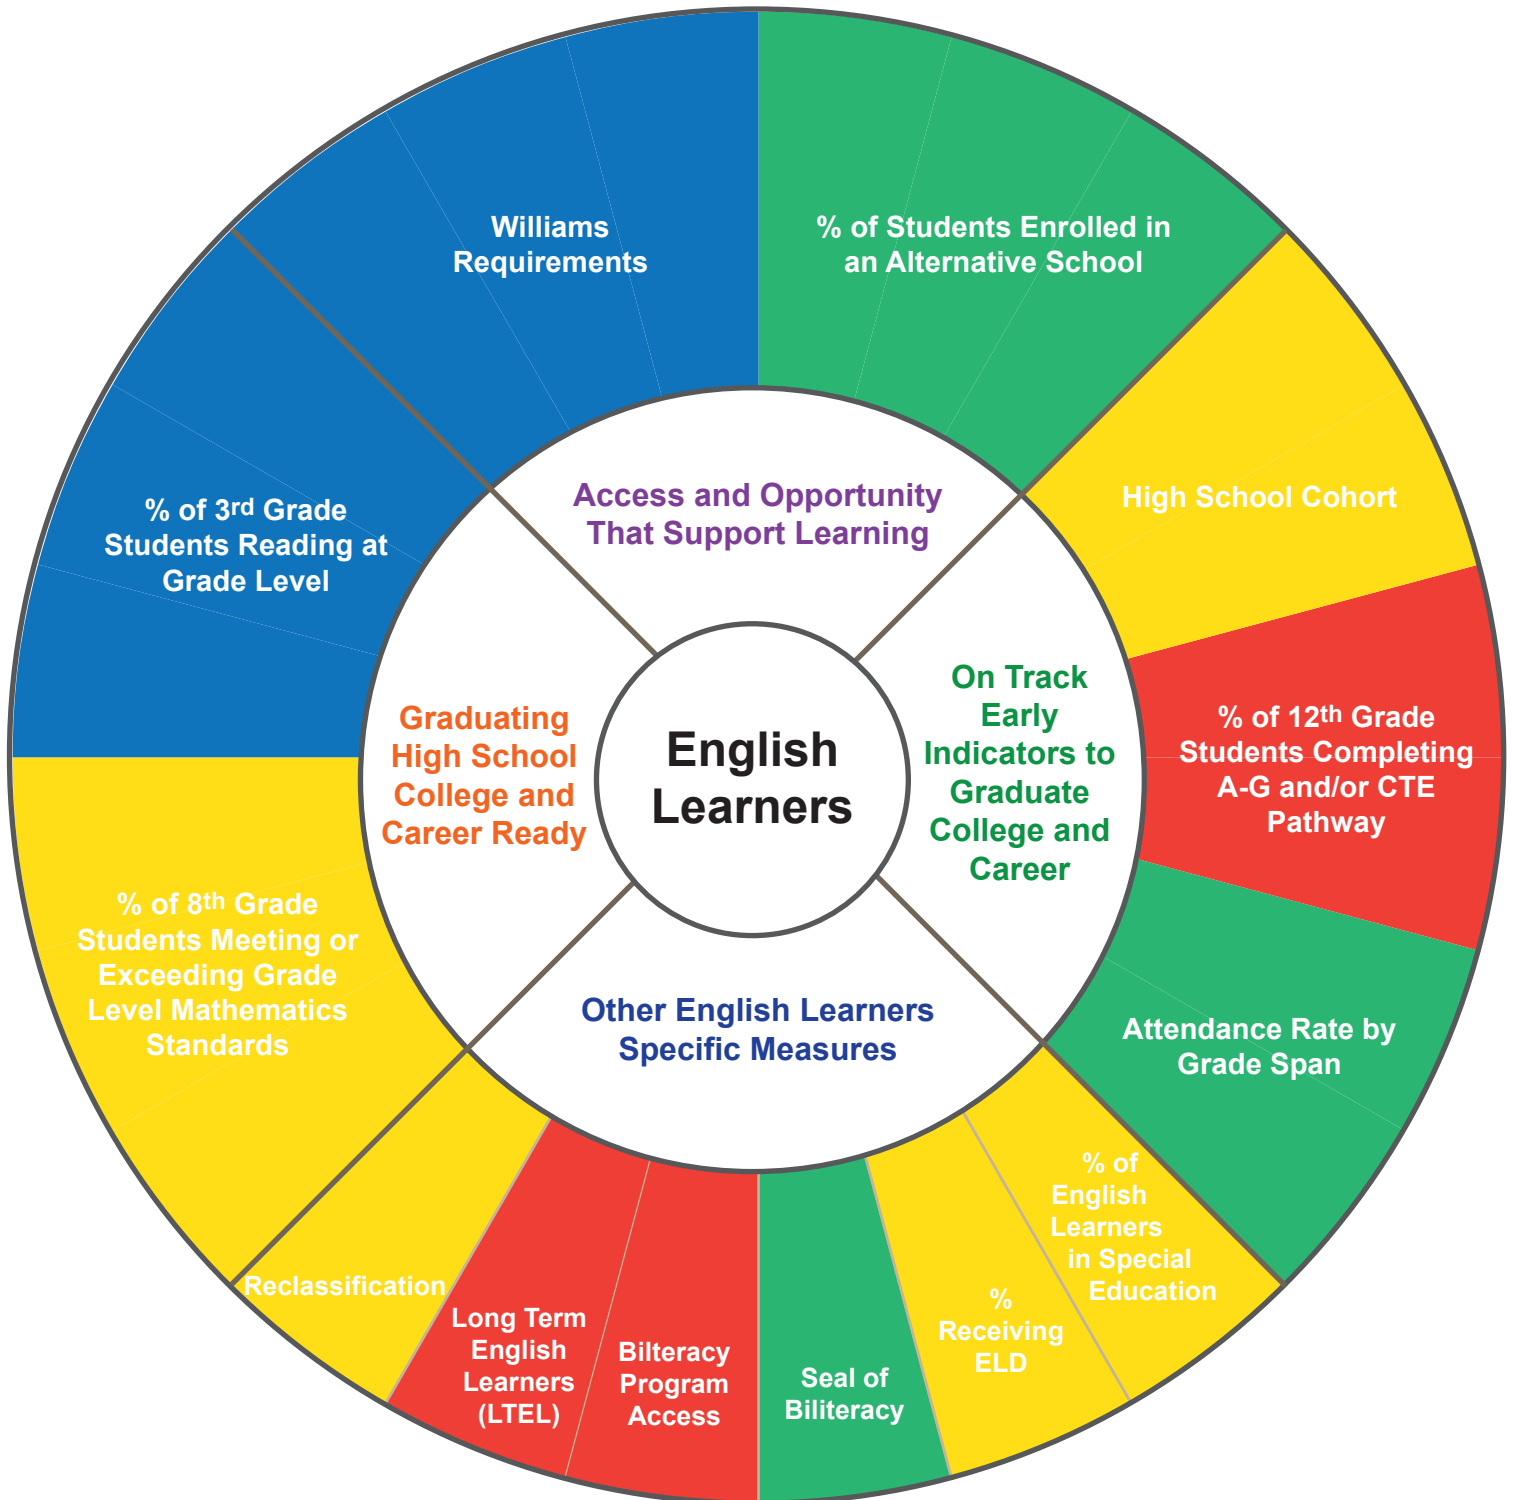 Williams
Requirements
% of Students Enrolled in
an Alternative School
High School Cohort
% of 12th Grade
Students Completing
A-G and/or CTE
Pathway
Attendance Rate by
Grade Span
% of
English
Learners
in Special
Education
%
Receiving
ELD
Seal of
Biliteracy
Bilteracy
Program
Access
Long Term
English
Learners
(LTEL)
Reclassification
% of 8th Grade
Students Meeting or
Exceeding Grade
Level Mathematics
Standards
% of 3rd Grade
Students Reading at
Grade Level
Access and Opportunity
That Support Learning
On Track
Early
Indicators to
Graduate
College and
Career
Other English Learners
Specific Measures
Graduating
High School
College and
Career Ready
English
Learners